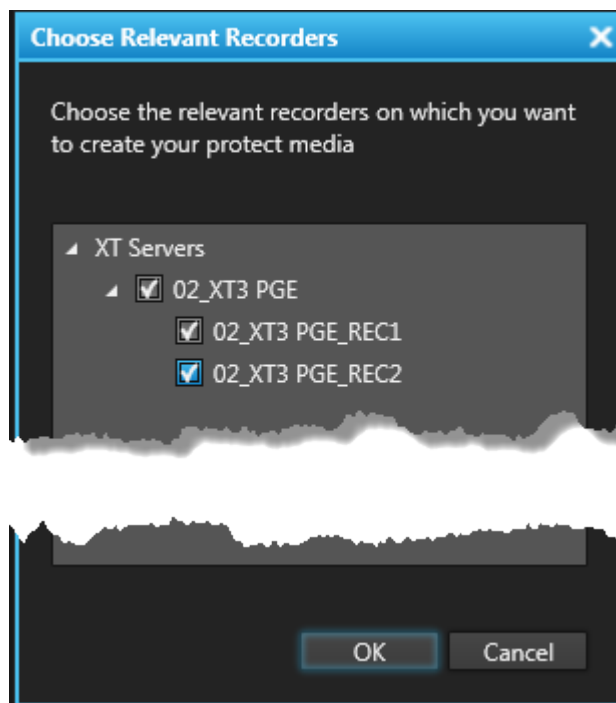 Choose Relevant Recorders
Choose the relevant recorders on which you want
to create your protect media
XT Servers
02_XT3 PGE
02_XT3 PGE_REC1
02_XT3 PGE_REC2
OK
Cancel